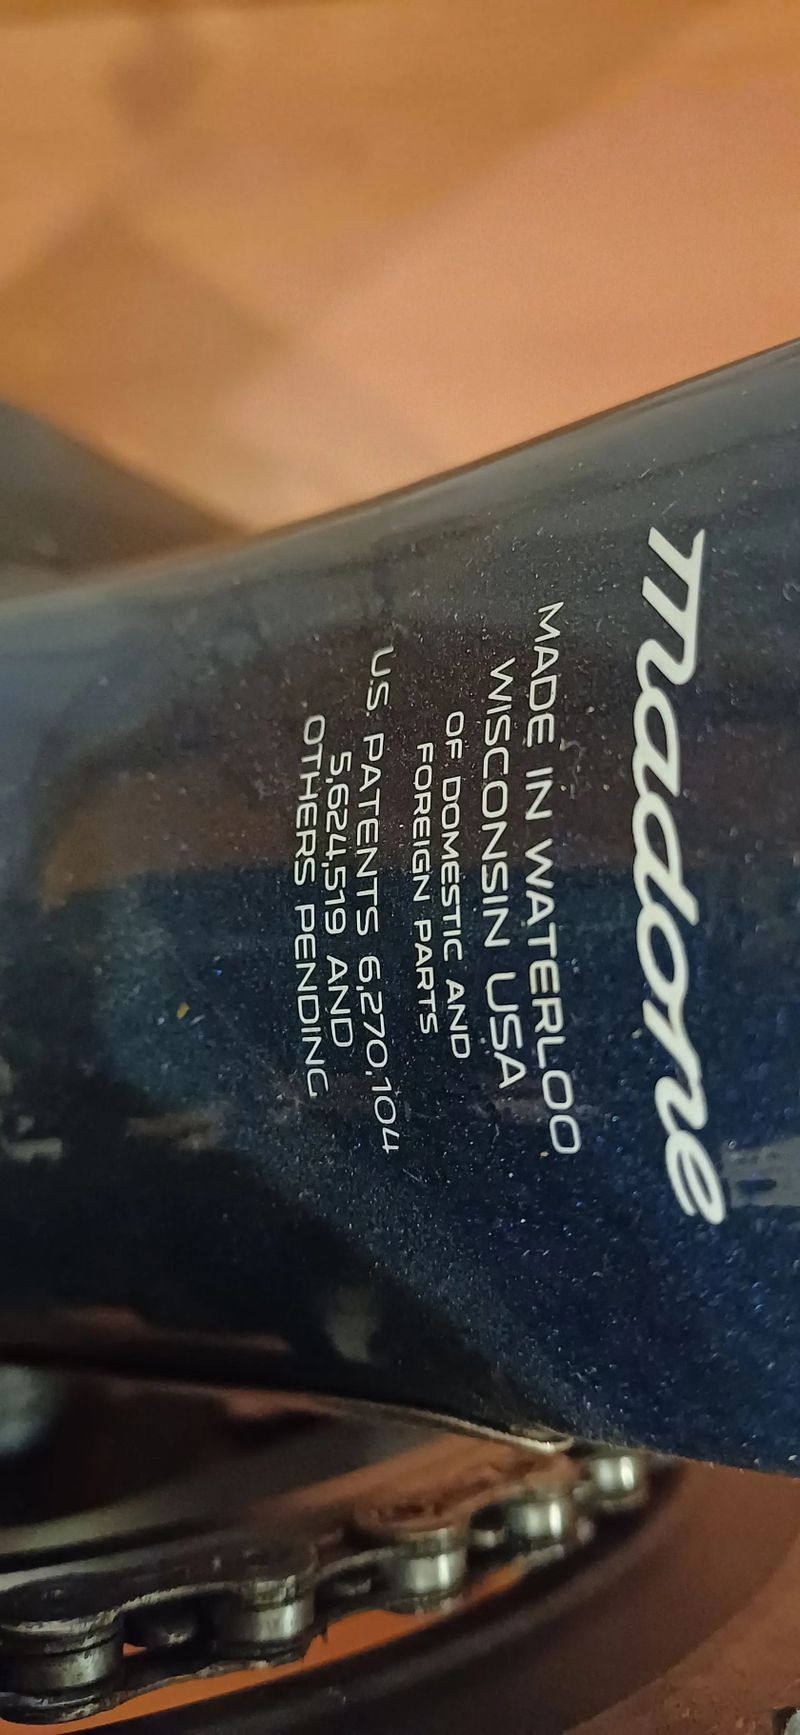 madone
MADE IN WATERLOO
WISCONSIN USA
OF DOMESTIC AND
FOREIGN PARTS
U.S. PATENTS 6,270,104
5,624,519 AND
OTHERS PENDING